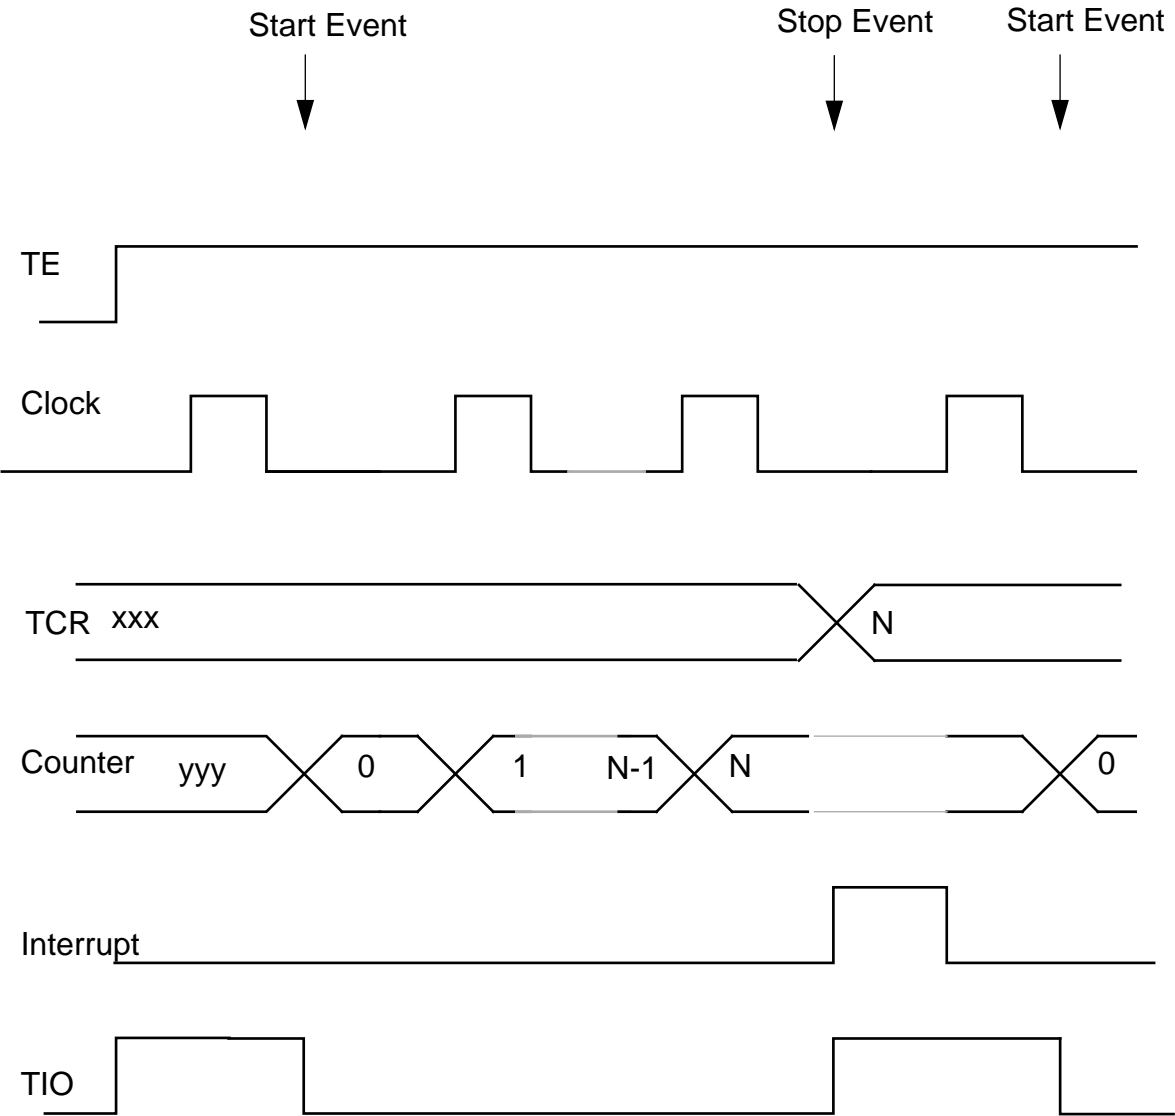 Start Event Stop Event Start Event
TE
Clock
TCR xxx N
Counter yyy 0 1 N-1 N 0
Interrupt
TIO